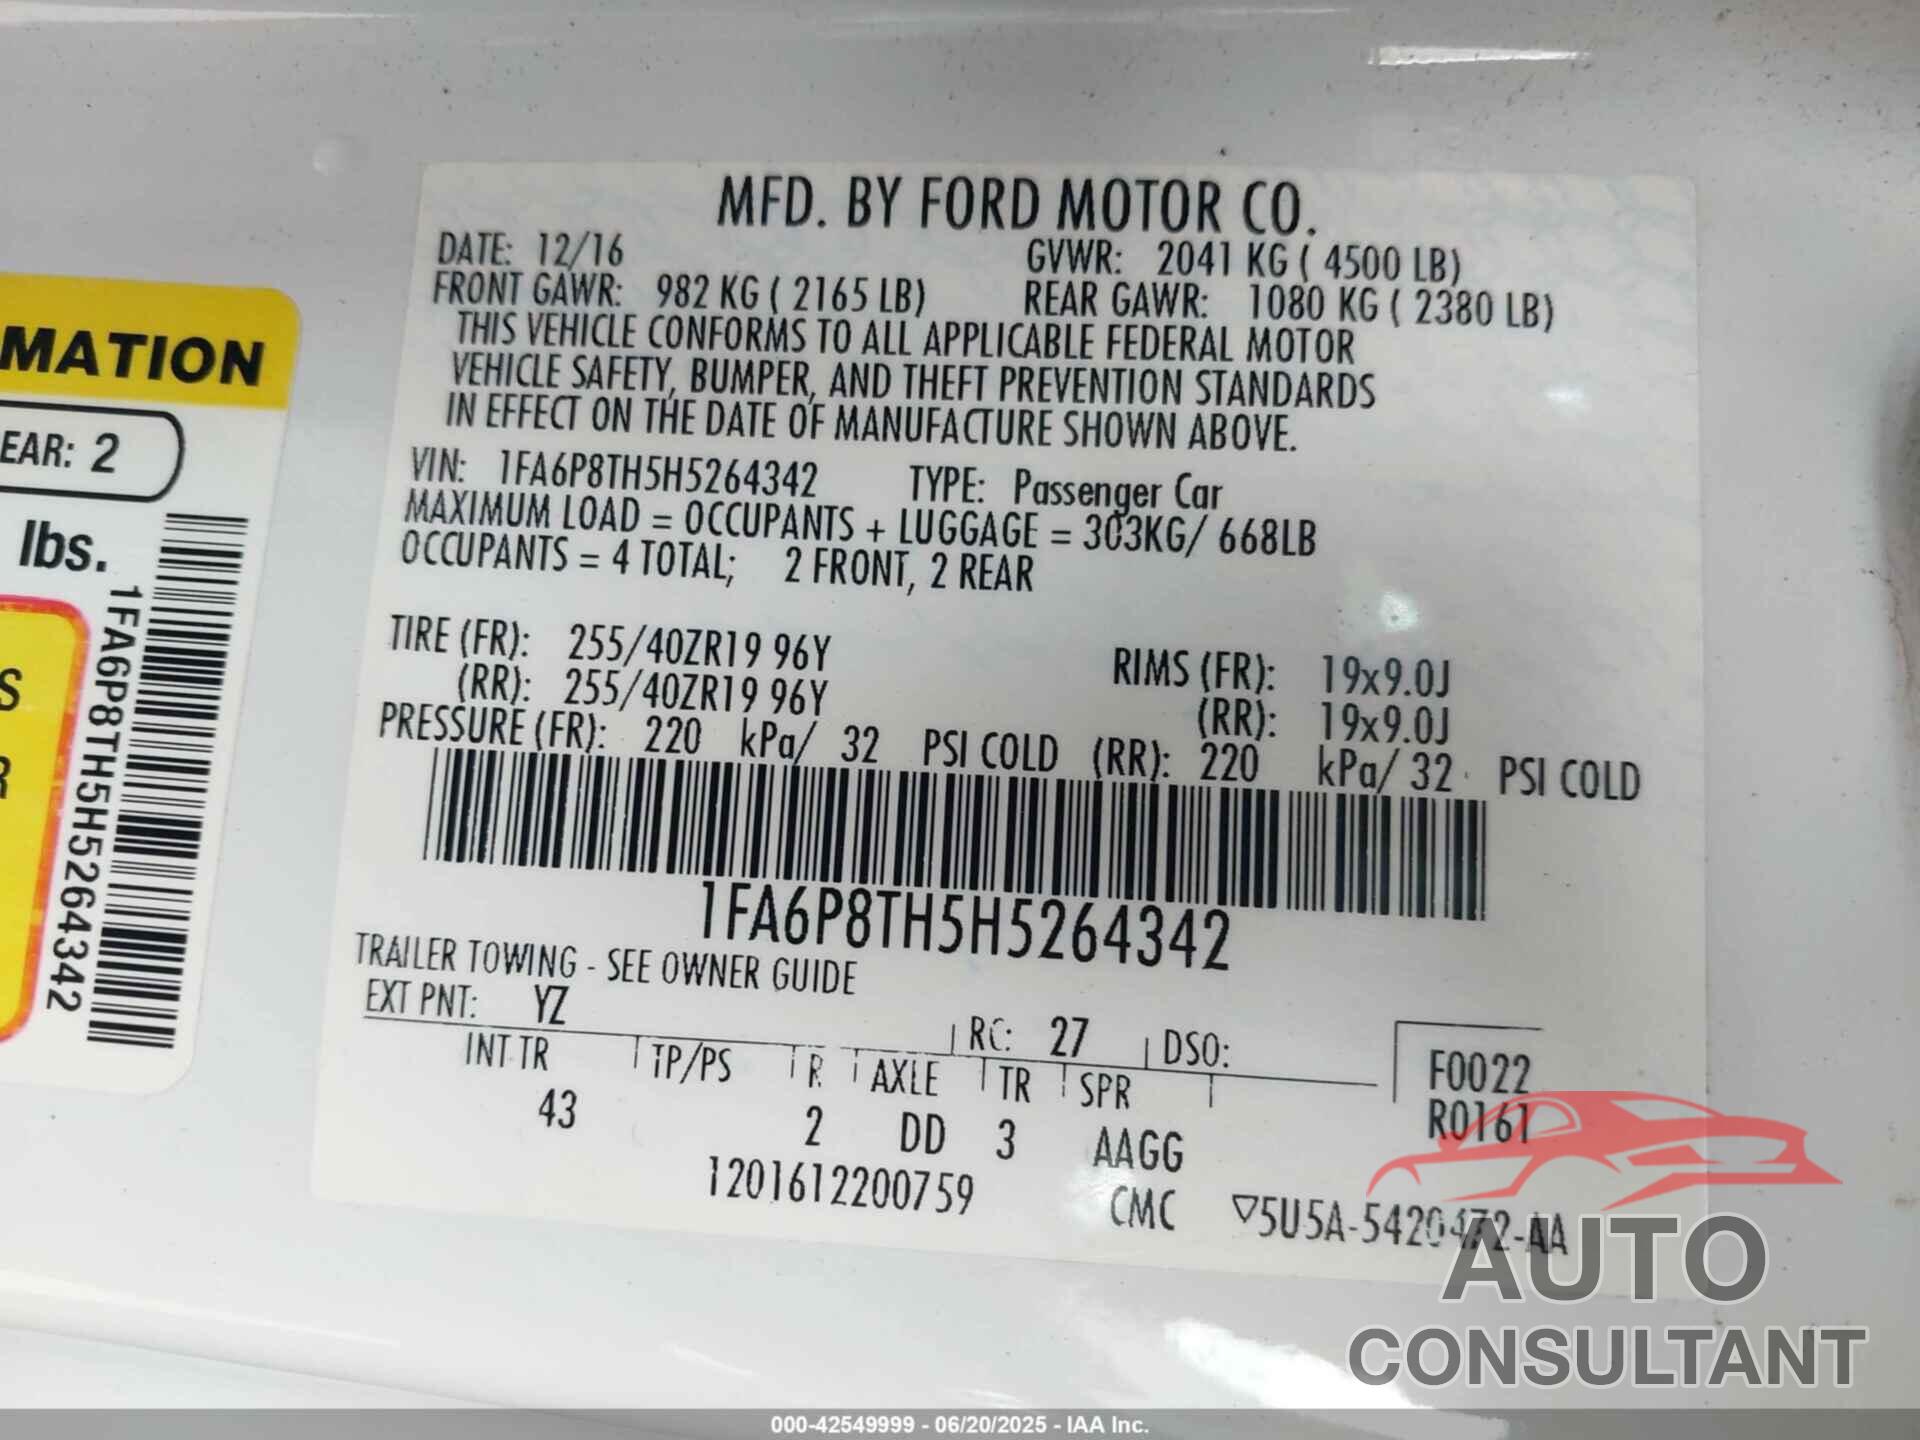 MATION
EAR: 2
lbs.
1FA6P8TH5H5264342
S
R
MFD. BY FORD MOTOR CO.
DATE: 12/16 GVWR: 2041 KG ( 4500 LB)
FRONT GAWR: 982 KG ( 2165 LB) REAR GAWR: 1080 KG ( 2380 LB)
THIS VEHICLE CONFORMS TO ALL APPLICABLE FEDERAL MOTOR
VEHICLE SAFETY, BUMPER, AND THEFT PREVENTION STANDARDS
IN EFFECT ON THE DATE OF MANUFACTURE SHOWN ABOVE.
VIN: 1FA6P8TH5H5264342 TYPE: Passenger Car
MAXIMUM LOAD = OCCUPANTS + LUGGAGE = 303KG/ 668LB
OCCUPANTS = 4 TOTAL; 2 FRONT, 2 REAR
TIRE (FR): 255/40ZR19 96Y RIMS (FR): 19x9.0J
(RR): 255/40ZR19 96Y (RR): 19x9.0J
PRESSURE (FR): 220 kPa/ 32 PSI COLD (RR): 220 kPa/ 32 PSI COLD
1FA6P8TH5H5264342
TRAILER TOWING - SEE OWNER GUIDE
EXT PNT: YZ RC: 27 DSO:
INT TR TP/PS R AXLE TR SPR F0022
43 2 DD 3 AAGG R0161
1201612200759 CMC ▽5U5A-5420472-AA
AUTO
CONSULTANT
000-42549999 - 06/20/2025 - IAA Inc.